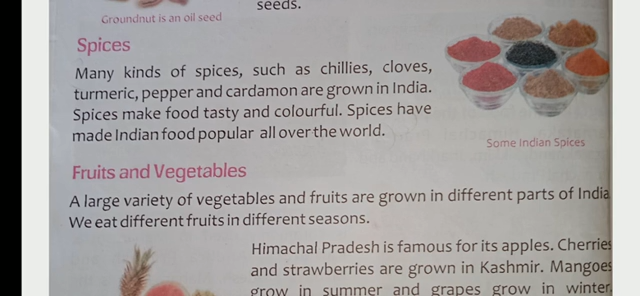 seeds.
Groundnut is an oil seed
Spices
Many kinds of spices, such as chillies, cloves,
turmeric, pepper and cardamon are grown in India.
Spices make food tasty and colourful. Spices have
made Indian food popular all over the world.
Some Indian Spices
Fruits and Vegetables
A large variety of vegetables and fruits are grown in different parts of India
We eat different fruits in different seasons.
Himachal Pradesh is famous for its apples. Cherries
and strawberries are grown in Kashmir. Mangoes
grow in summer and grapes grow in winter.